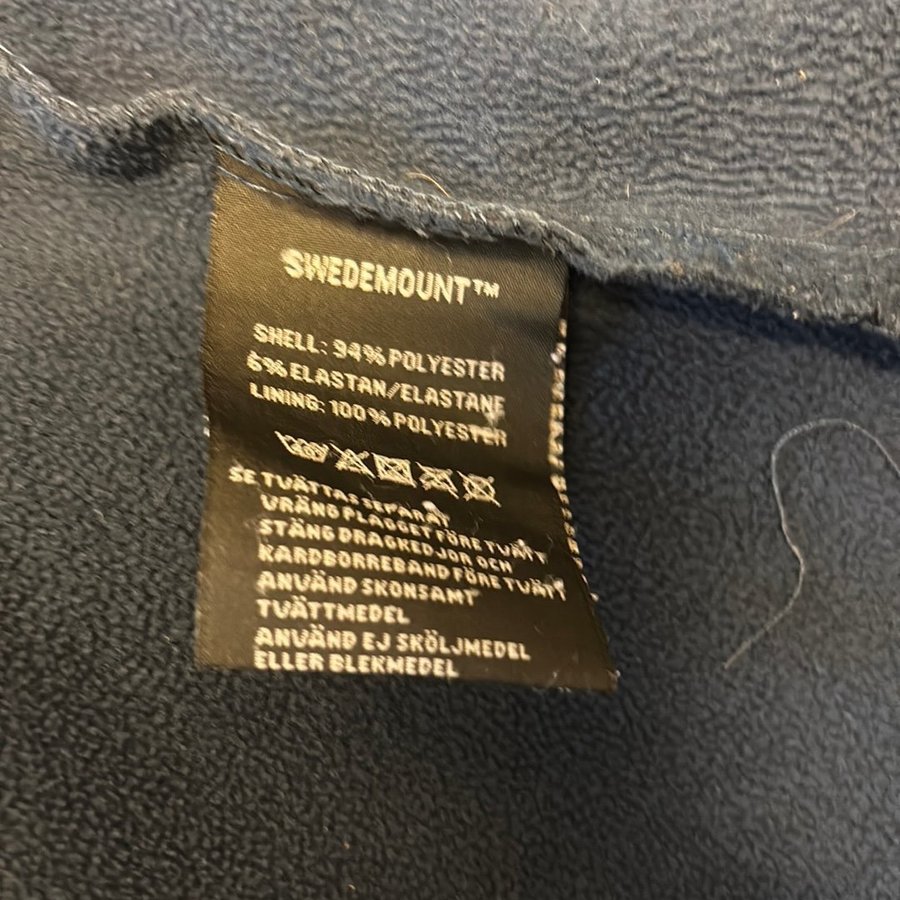 SWEDEMOUNT™
SHELL: 94% POLYESTER
6% ELASTAN/ELASTANE
LINING: 100% POLYESTER
SE TVÄTTAS SEPARAT
VRÄNG PLAGGET FÖRE TVÄTT
STÄNG DRAGKEDJOR OCH
KARDBORREBAND FÖRE TVÄTT
ANVÄND SKONSAMT
TVÄTTMEDEL
ANVÄND EJ SKÖLJMEDEL
ELLER BLEKMEDEL